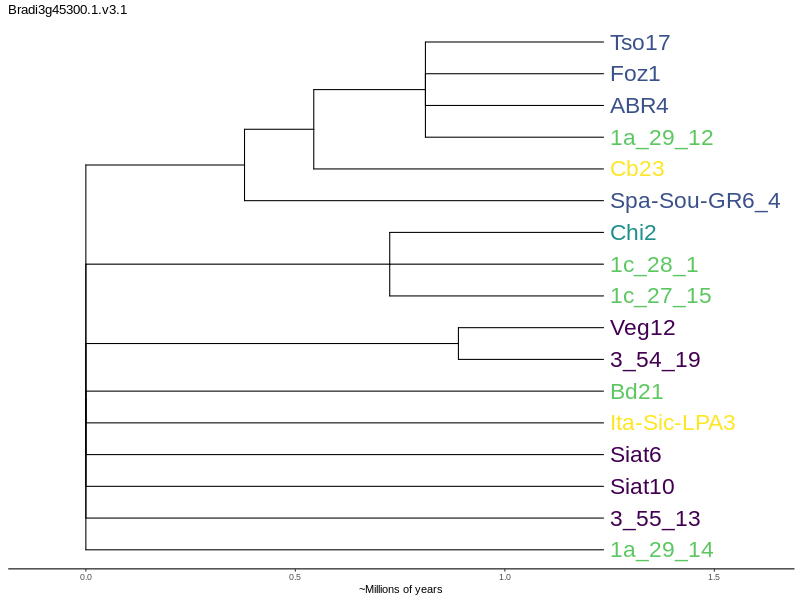 Bradi3g45300.1.v3.1
Tso17
Foz1
ABR4
1a_29_12
Cb23
Spa-Sou-GR6_4
Chi2
1c_28_1
1c_27_15
Veg12
3_54_19
Bd21
Ita-Sic-LPA3
Siat6
Siat10
3_55_13
1a_29_14
0.0 0.5 1.0 1.5
~Millions of years